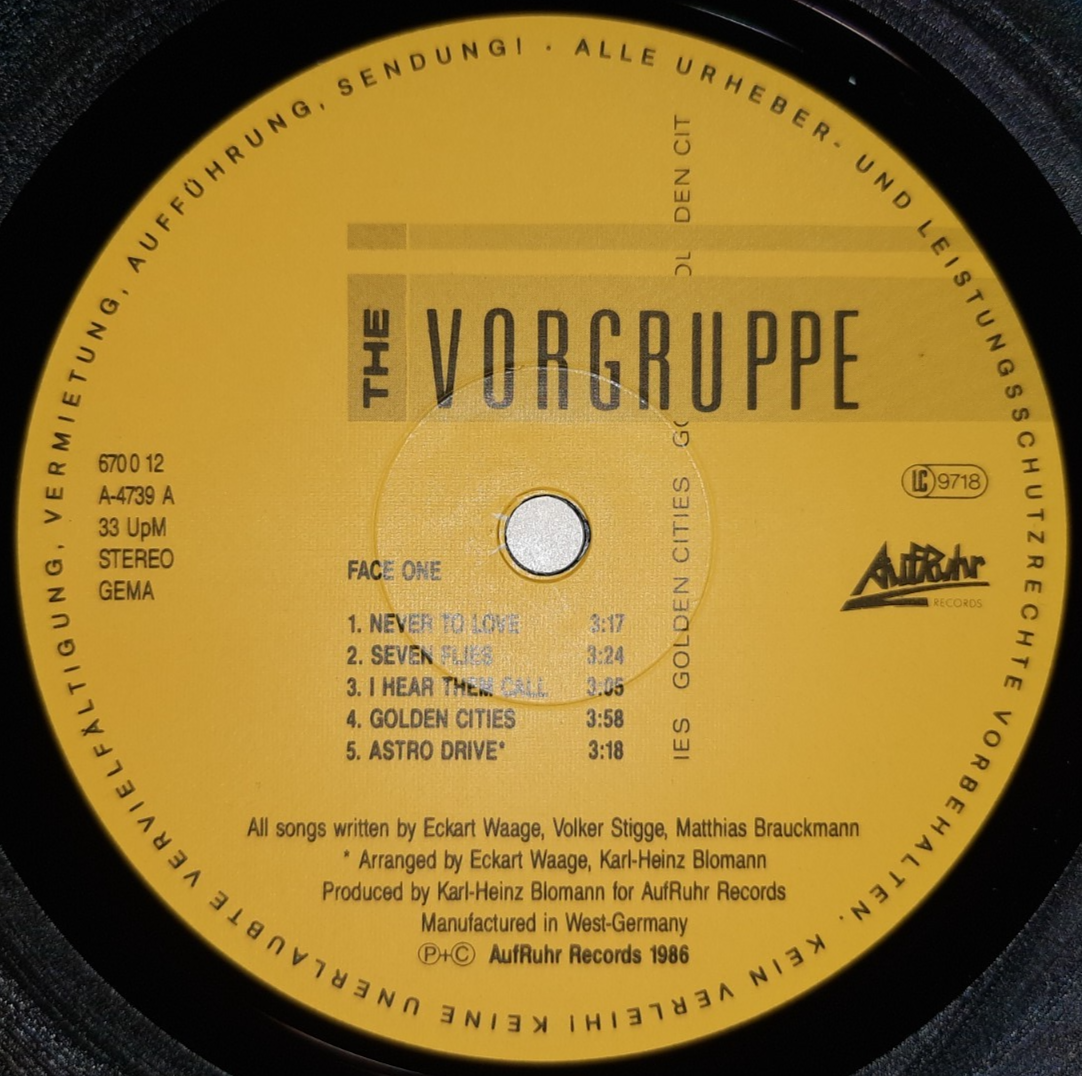 ALLE URHEBER- UND LEISTUNGSSCHUTZRECHTE VORBEHALTEN. KEIN VERLEIH! KEINE UNERLAUBTE VERVIELFÄLTIGUNG, VERMIETUNG, AUFFÜHRUNG, SENDUNG! ·
THE VORGRUPPE
IES GOLDEN CITIES GO OL DEN CIT
6700 12
A-4739 A
33 UpM
STEREO
GEMA
LC 9718
AufRuhr
RECORDS
FACE ONE
1. NEVER TO LOVE 3:17
2. SEVEN FLIES 3:24
3. I HEAR THEM CALL 3:05
4. GOLDEN CITIES 3:58
5. ASTRO DRIVE* 3:18
All songs written by Eckart Waage, Volker Stigge, Matthias Brauckmann
* Arranged by Eckart Waage, Karl-Heinz Blomann
Produced by Karl-Heinz Blomann for AufRuhr Records
Manufactured in West-Germany
Ⓟ+Ⓒ AufRuhr Records 1986